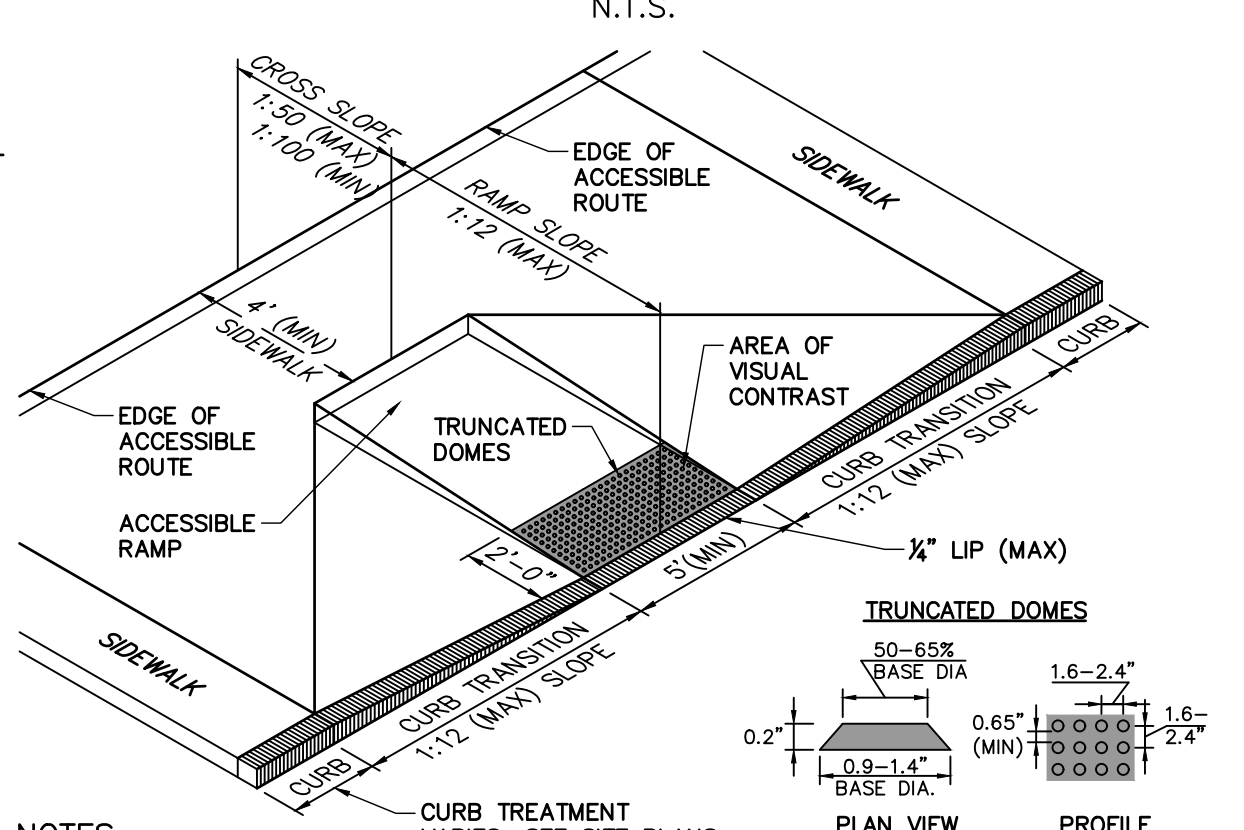 N.T.S.
CROSS SLOPE
1:50 (MAX)
1:100 (MIN)
EDGE OF
ACCESSIBLE
ROUTE
SIDEWALK
RAMP SLOPE
1:12 (MAX)
4' (MIN)
SIDEWALK
CURB
AREA OF
VISUAL
CONTRAST
EDGE OF
ACCESSIBLE
ROUTE
TRUNCATED
DOMES
CURB TRANSITION
1:12 (MAX) SLOPE
ACCESSIBLE
RAMP
2'-0"
5'(MIN)
¼" LIP (MAX)
SIDEWALK
CURB TRANSITION
1:12 (MAX) SLOPE
CURB
TRUNCATED DOMES
50-65%
BASE DIA
0.2"
0.9-1.4"
BASE DIA.
1.6-2.4"
0.65"
(MIN)
1.6-
2.4"
CURB TREATMENT
VARIES, SEE SITE PLANS
PLAN VIEW
PROFILE
NOTES